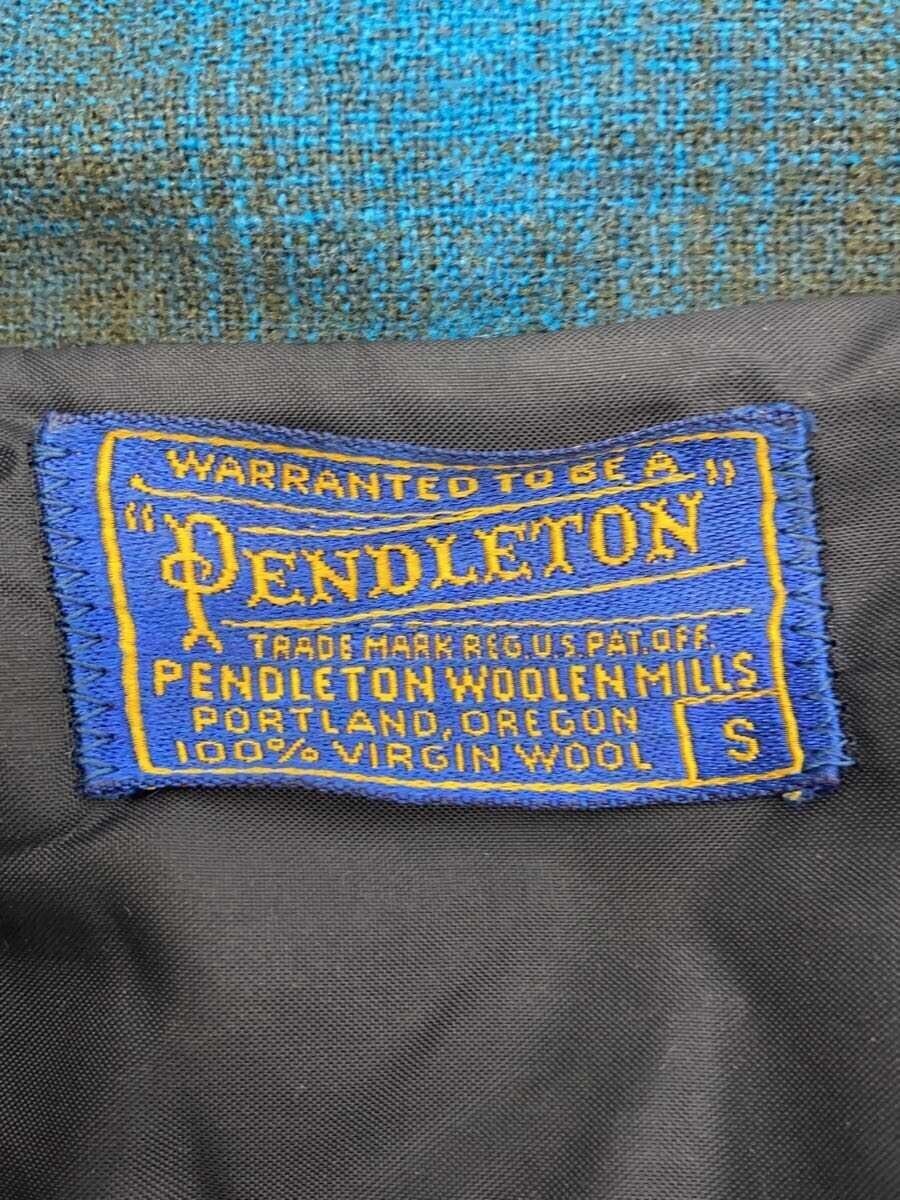 WARRANTED TO BE A
"PENDLETON"
TRADE MARK REG. U.S. PAT. OFF.
PENDLETON WOOLEN MILLS
PORTLAND, OREGON
100% VIRGIN WOOL
S